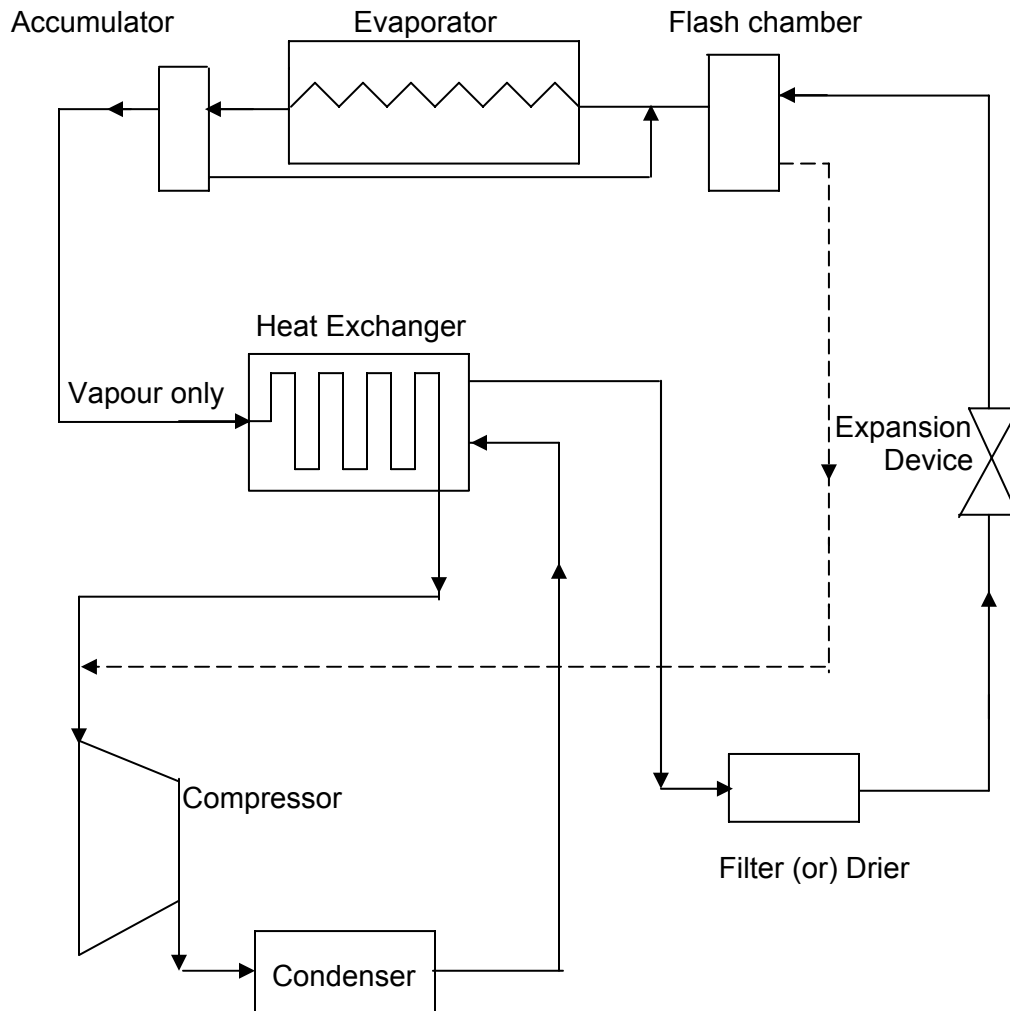 Accumulator
Evaporator
Flash chamber
Heat Exchanger
Vapour only
Expansion
Device
Compressor
Filter (or) Drier
Condenser